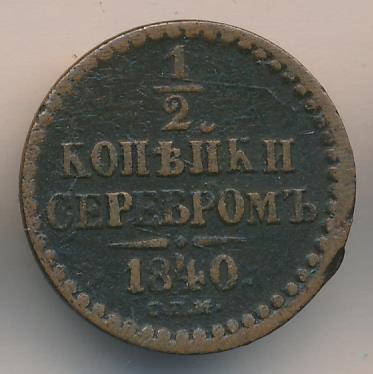 1
2.
КОПѢЙКИ
СЕРЕБРОМЪ
1840.
С.П.М.